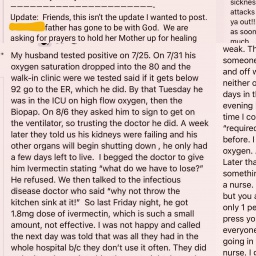 Update: Friends, this isn't the update I wanted to post.
father has gone to be with God. We are
asking for prayers to hold her Mother up for healing
My husband tested positive on 7/25. On 7/31 his
oxygen saturation dropped into the 80 and the
walk-in clinic were we tested said if it gets below
92 go to the ER, which he did. By that Tuesday he
was in the ICU on high flow oxygen, then the
Biopap. On 8/6 they asked him to sign to get on
the ventilator, so trusting the doctor he did. A week
later they told us his kidneys were failing and his
other organs will begin shutting down , he only had
a few days left to live. I begged the doctor to give
him Ivermectin stating "what do we have to lose?"
He refused. We then talked to the infectious
disease doctor who said "why not throw the
kitchen sink at it!" So last Friday night, he got
1.8mg dose of ivermectin, which is such a small
amount, not effective. I was not happy and called
the next day was told that was all they had in the
whole hospital b/c they don't use it often. They did
sickness
battles
ya out!!
as soon
much
weak. Th
someone
and off w
neither o
days in th
evening
time I co
"required
before. I
oxygen.
Later tha
somethin
a nurse.
but you a
only 1 pe
press yo
everyone
going in
nurse. I